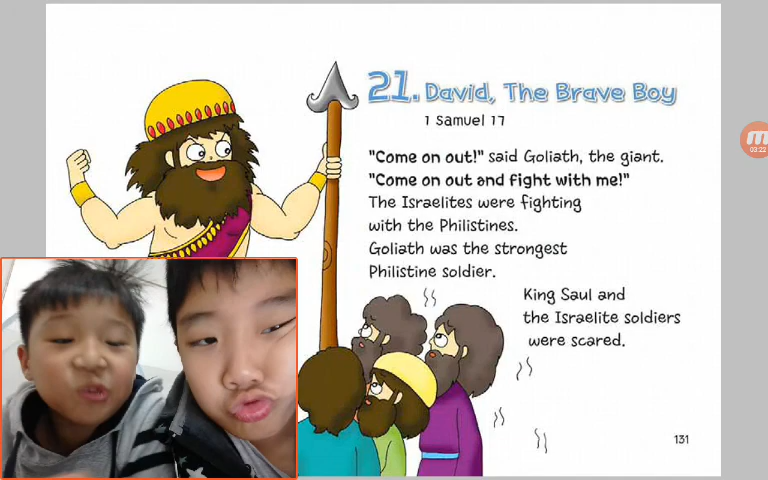 21. David, The Brave Boy
1 Samuel 17
"Come on out!" said Goliath, the giant.
"Come on out and fight with me!"
The Israelites were fighting
with the Philistines.
Goliath was the strongest
Philistine soldier.
King Saul and
the Israelite soldiers
were scared.
131
M
03:22